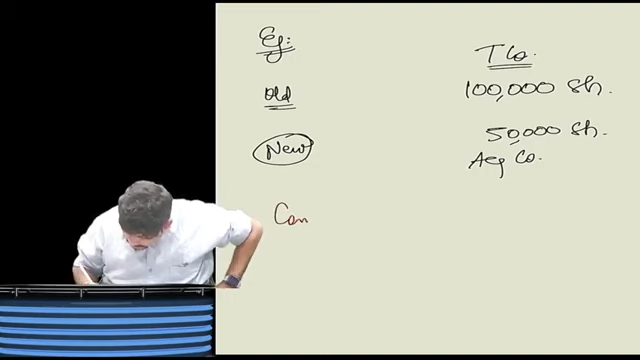 Eg:
T Co.
Old
100,000 Sh.
New
50,000 Sh.
Acq Co.
Con